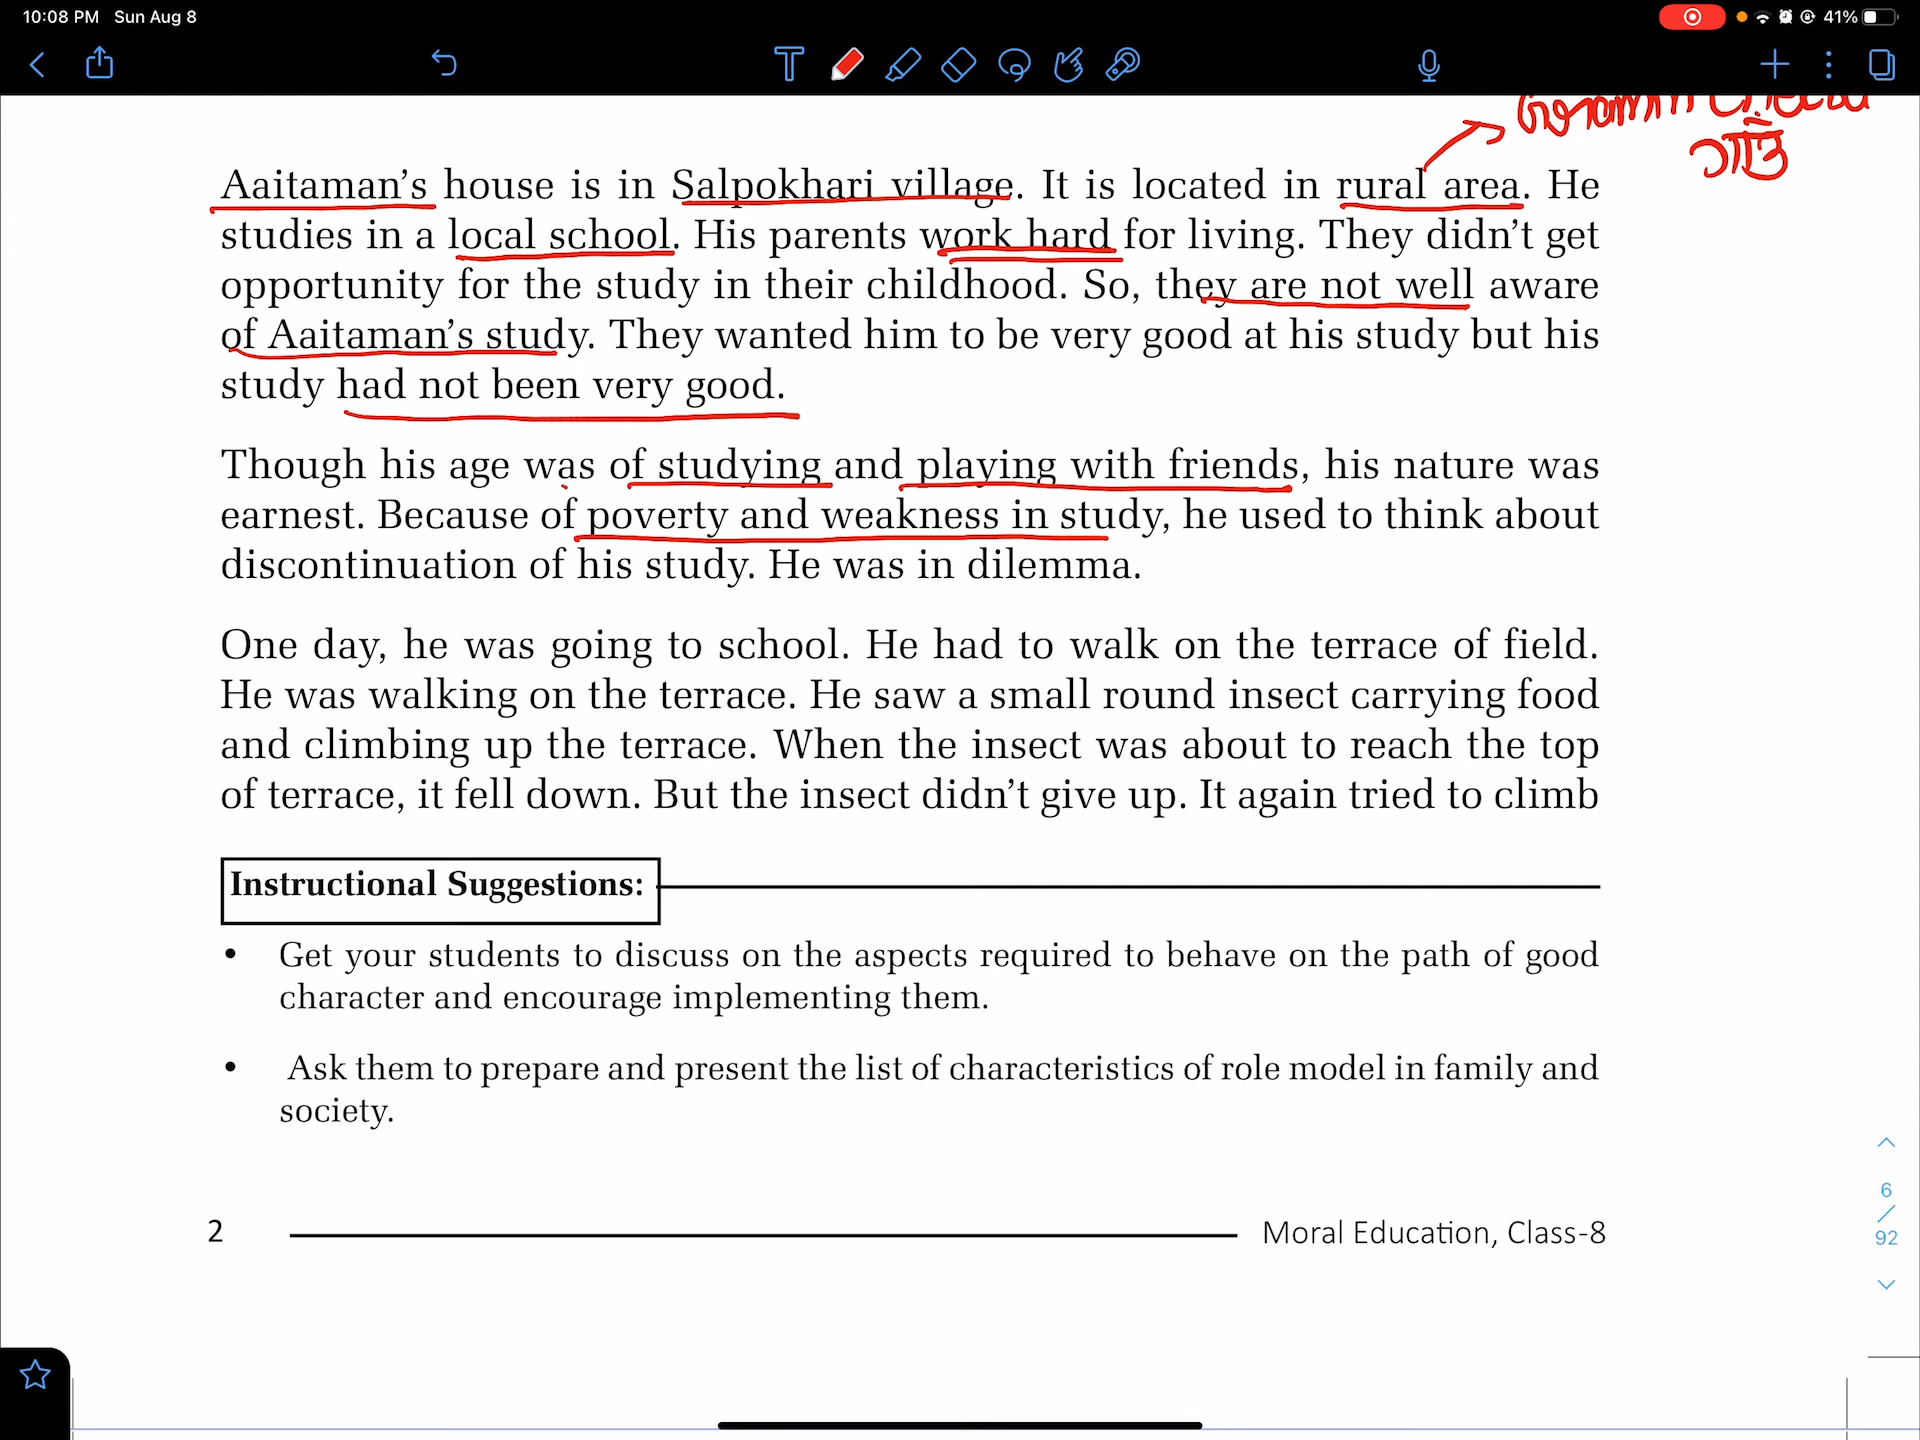 10:08 PM Sun Aug 8
41%
गाउँ
Aaitaman’s house is in Salpokhari village. It is located in rural area. He
studies in a local school. His parents work hard for living. They didn’t get
opportunity for the study in their childhood. So, they are not well aware
of Aaitaman’s study. They wanted him to be very good at his study but his
study had not been very good.
Though his age was of studying and playing with friends, his nature was
earnest. Because of poverty and weakness in study, he used to think about
discontinuation of his study. He was in dilemma.
One day, he was going to school. He had to walk on the terrace of field.
He was walking on the terrace. He saw a small round insect carrying food
and climbing up the terrace. When the insect was about to reach the top
of terrace, it fell down. But the insect didn’t give up. It again tried to climb
Instructional Suggestions:
• Get your students to discuss on the aspects required to behave on the path of good
character and encourage implementing them.
• Ask them to prepare and present the list of characteristics of role model in family and
society.
6
/
92
2 Moral Education, Class-8